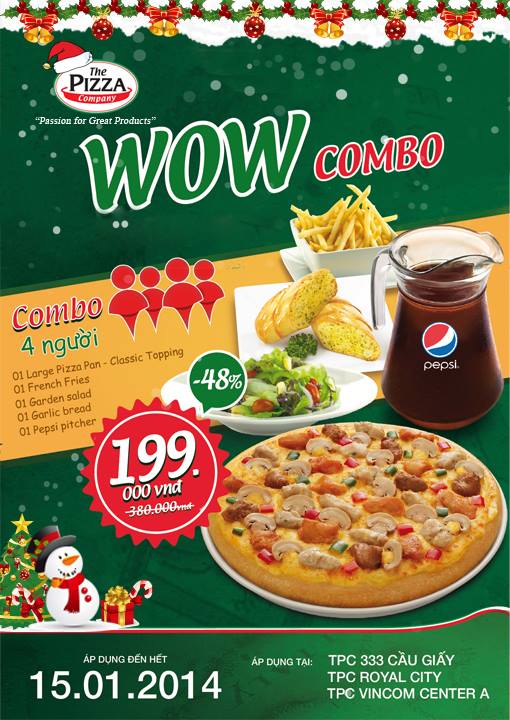 The
PIZZA
Company
"Passion for Great Products"
WOW COMBO
Combo
4 người
01 Large Pizza Pan - Classic Topping
01 French Fries
01 Garden salad
01 Garlic bread
01 Pepsi pitcher
pepsi
-48%
199.
000 vnđ
380.000vnđ
ÁP DỤNG ĐẾN HẾT
15.01.2014
ÁP DỤNG TẠI:
TPC 333 CẦU GIẤY
TPC ROYAL CITY
TPC VINCOM CENTER A